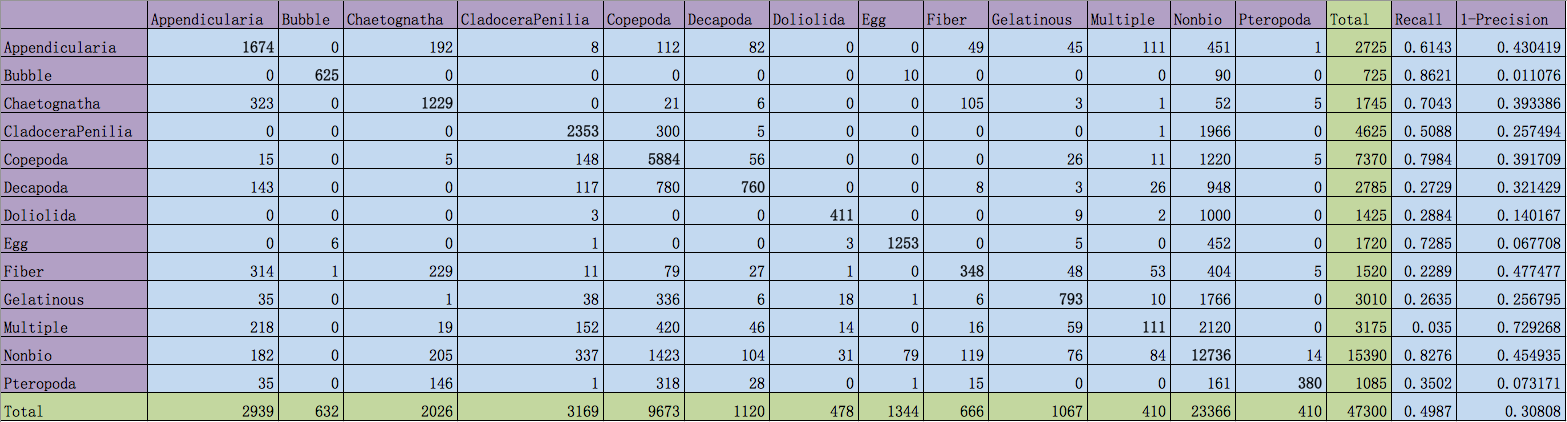 Appendicularia Bubble Chaetognatha CladoceraPenilia Copepoda Decapoda Doliolida Egg Fiber Gelatinous Multiple Nonbio Pteropoda Total Recall 1-Precision
Appendicularia 1674 0 192 8 112 82 0 0 49 45 111 451 1 2725 0.6143 0.430419
Bubble 0 625 0 0 0 0 0 10 0 0 0 90 0 725 0.8621 0.011076
Chaetognatha 323 0 1229 0 21 6 0 0 105 3 1 52 5 1745 0.7043 0.393386
CladoceraPenilia 0 0 0 2353 300 5 0 0 0 0 1 1966 0 4625 0.5088 0.257494
Copepoda 15 0 5 148 5884 56 0 0 0 26 11 1220 5 7370 0.7984 0.391709
Decapoda 143 0 0 117 780 760 0 0 8 3 26 948 0 2785 0.2729 0.321429
Doliolida 0 0 0 3 0 0 411 0 0 9 2 1000 0 1425 0.2884 0.140167
Egg 0 6 0 1 0 0 3 1253 0 5 0 452 0 1720 0.7285 0.067708
Fiber 314 1 229 11 79 27 1 0 348 48 53 404 5 1520 0.2289 0.477477
Gelatinous 35 0 1 38 336 6 18 1 6 793 10 1766 0 3010 0.2635 0.256795
Multiple 218 0 19 152 420 46 14 0 16 59 111 2120 0 3175 0.035 0.729268
Nonbio 182 0 205 337 1423 104 31 79 119 76 84 12736 14 15390 0.8276 0.454935
Pteropoda 35 0 146 1 318 28 0 1 15 0 0 161 380 1085 0.3502 0.073171
Total 2939 632 2026 3169 9673 1120 478 1344 666 1067 410 23366 410 47300 0.4987 0.30808